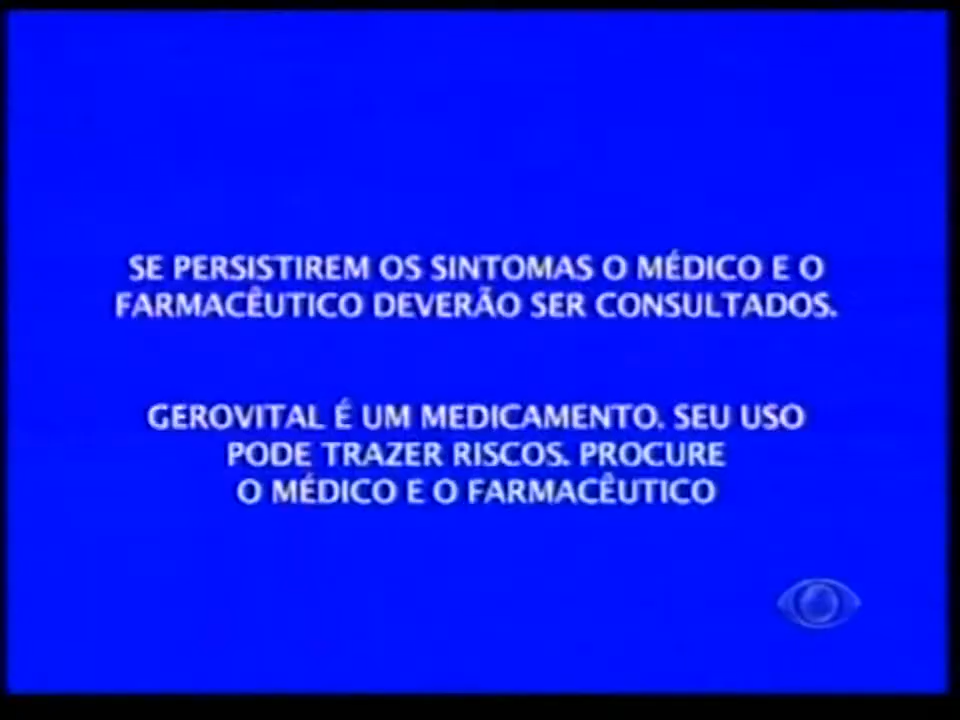 SE PERSISTIREM OS SINTOMAS O MÉDICO E O
FARMACÊUTICO DEVERÃO SER CONSULTADOS.
GEROVITAL É UM MEDICAMENTO. SEU USO
PODE TRAZER RISCOS. PROCURE
O MÉDICO E O FARMACÊUTICO